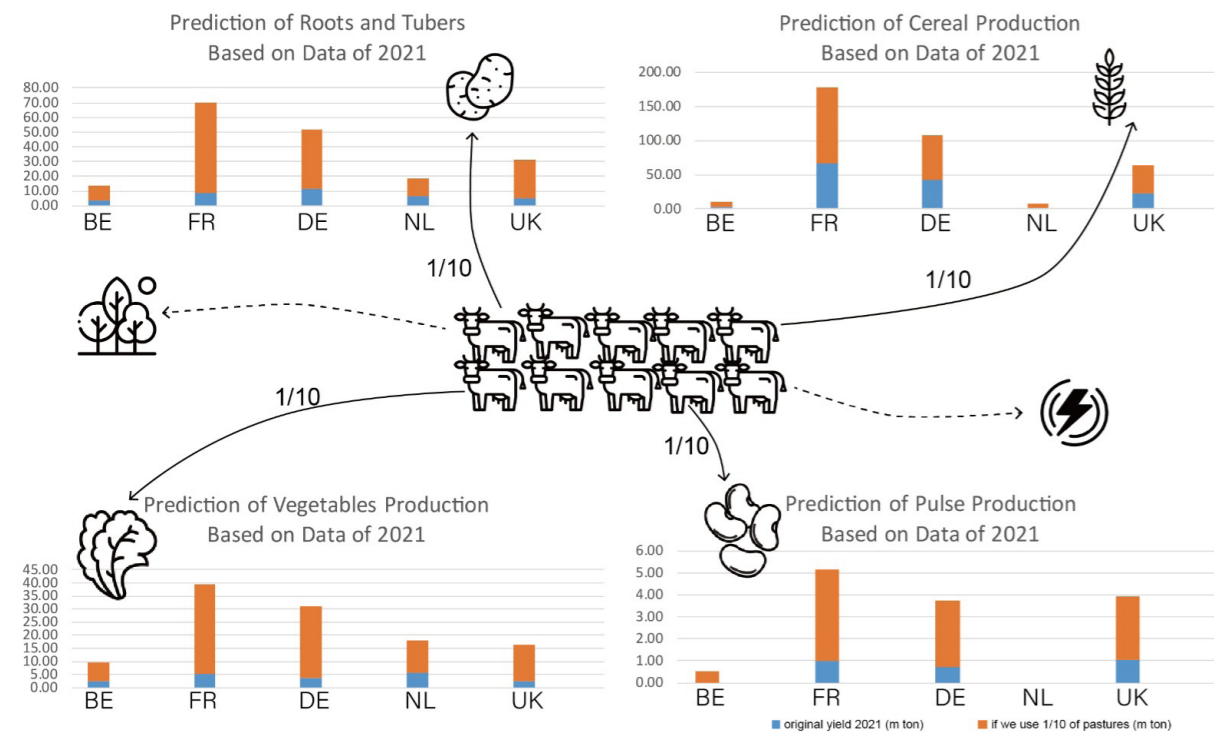 Prediction of Roots and Tubers
Based on Data of 2021
80.00
70.00
60.00
50.00
40.00
30.00
20.00
10.00
0.00
BE FR DE NL UK
Prediction of Cereal Production
Based on Data of 2021
200.00
150.00
100.00
50.00
0.00
BE FR DE NL UK
1/10
1/10
1/10
1/10
Prediction of Vegetables Production
Based on Data of 2021
45.00
40.00
35.00
30.00
25.00
20.00
15.00
10.00
5.00
0.00
BE FR DE NL UK
Prediction of Pulse Production
Based on Data of 2021
6.00
5.00
4.00
3.00
2.00
1.00
0.00
BE FR DE NL UK
original yield 2021 (m ton) if we use 1/10 of pastures (m ton)